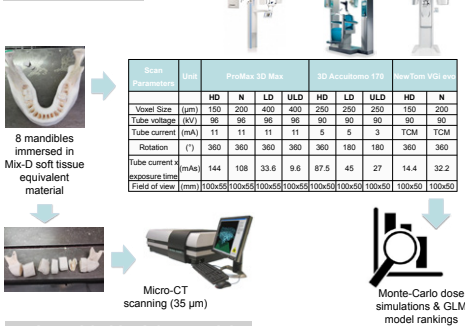 Scan Parameters Unit ProMax 3D Max 3D Accuitomo 170 NewTom VGi evo
HD N LD ULD HD LD ULD HD N
Voxel Size (μm) 150 200 400 400 250 250 250 150 200
Tube voltage (kV) 96 96 96 96 90 90 90 90 90
Tube current (mA) 11 11 11 11 5 5 3 TCM TCM
Rotation (°) 360 360 360 360 360 180 180 360 360
Tube current x exposure time (mAs) 144 108 33.6 9.6 87.5 45 27 14.4 32.2
Field of view (mm) 100x55 100x55 100x55 100x55 100x50 100x50 100x50 100x50 100x50
8 mandibles
immersed in
Mix-D soft tissue
equivalent
material
Micro-CT
scanning (35 μm)
Monte-Carlo dose
simulations & GLM
model rankings